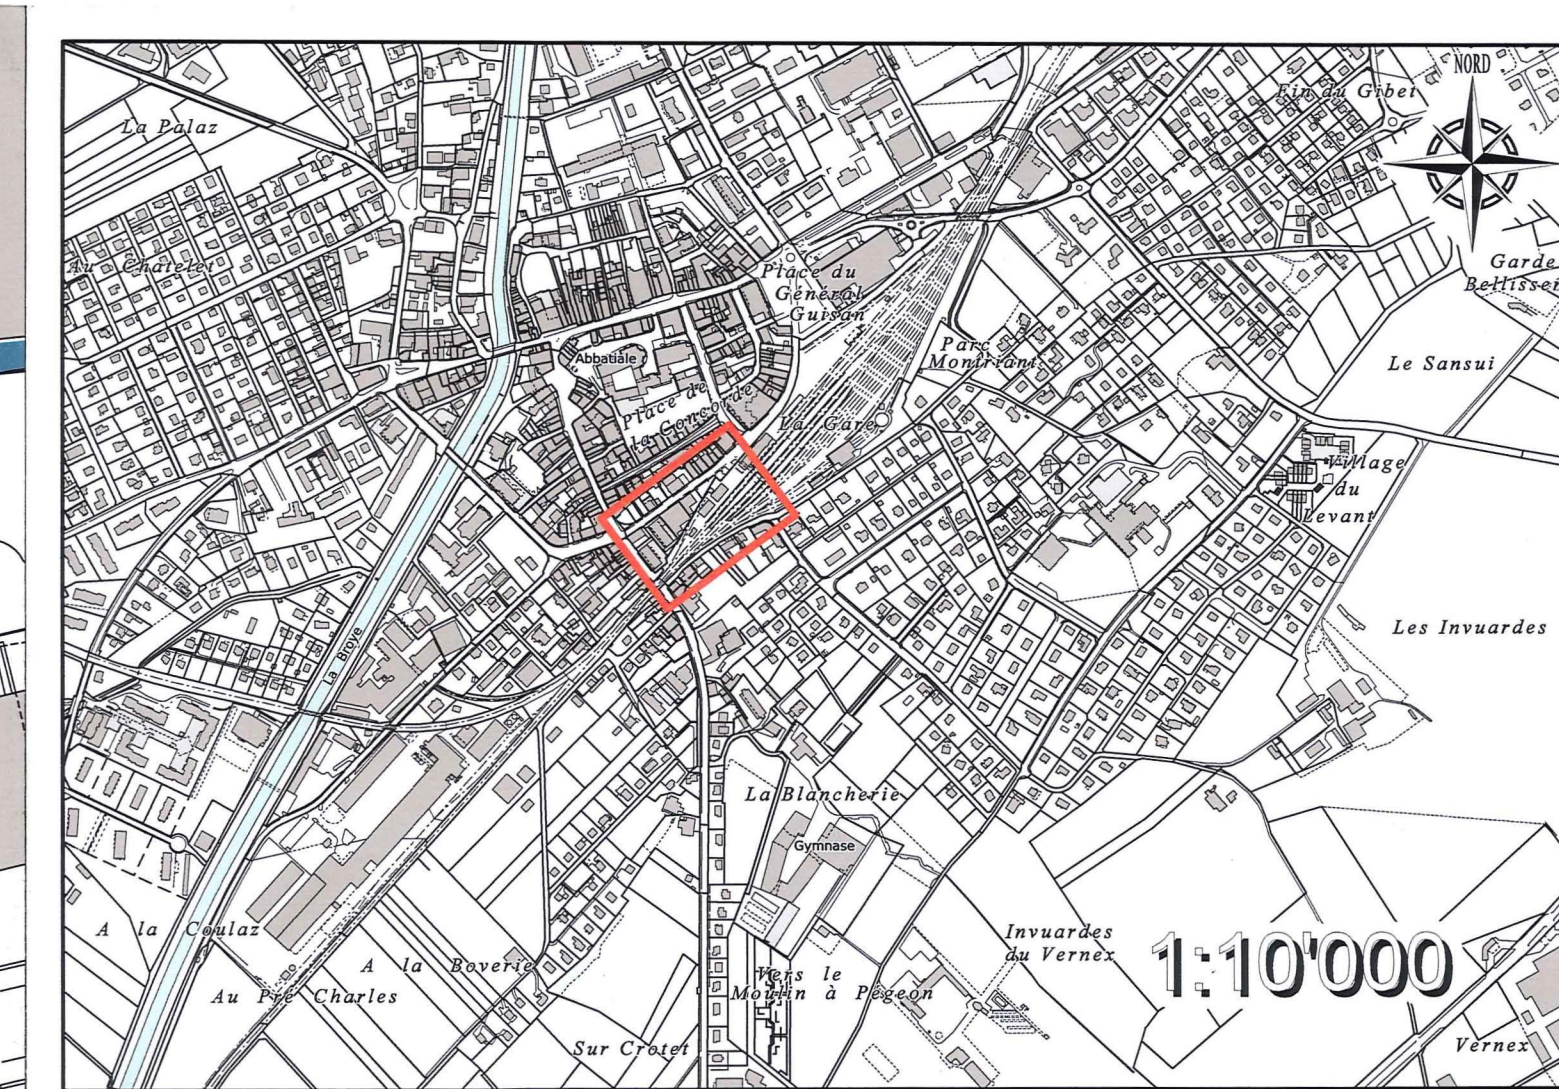 NORD
Fin du Gibet
La Palaz
Au Chatelet
Place du
Général
Guisan
Garde
Abbatiale
Parc
Montriant
Le Sansui
Place de
la Concorde
La Gare
Village
du
Levant
Les Invuardes
La Broye
La Blancherie
Gymnase
A la Coulaz
A la Boverie
Au Pré Charles
Invuardes
du Vernex
1:10'000
Vers le
Moulin à Pégeon
Sur Crotet
Vernex